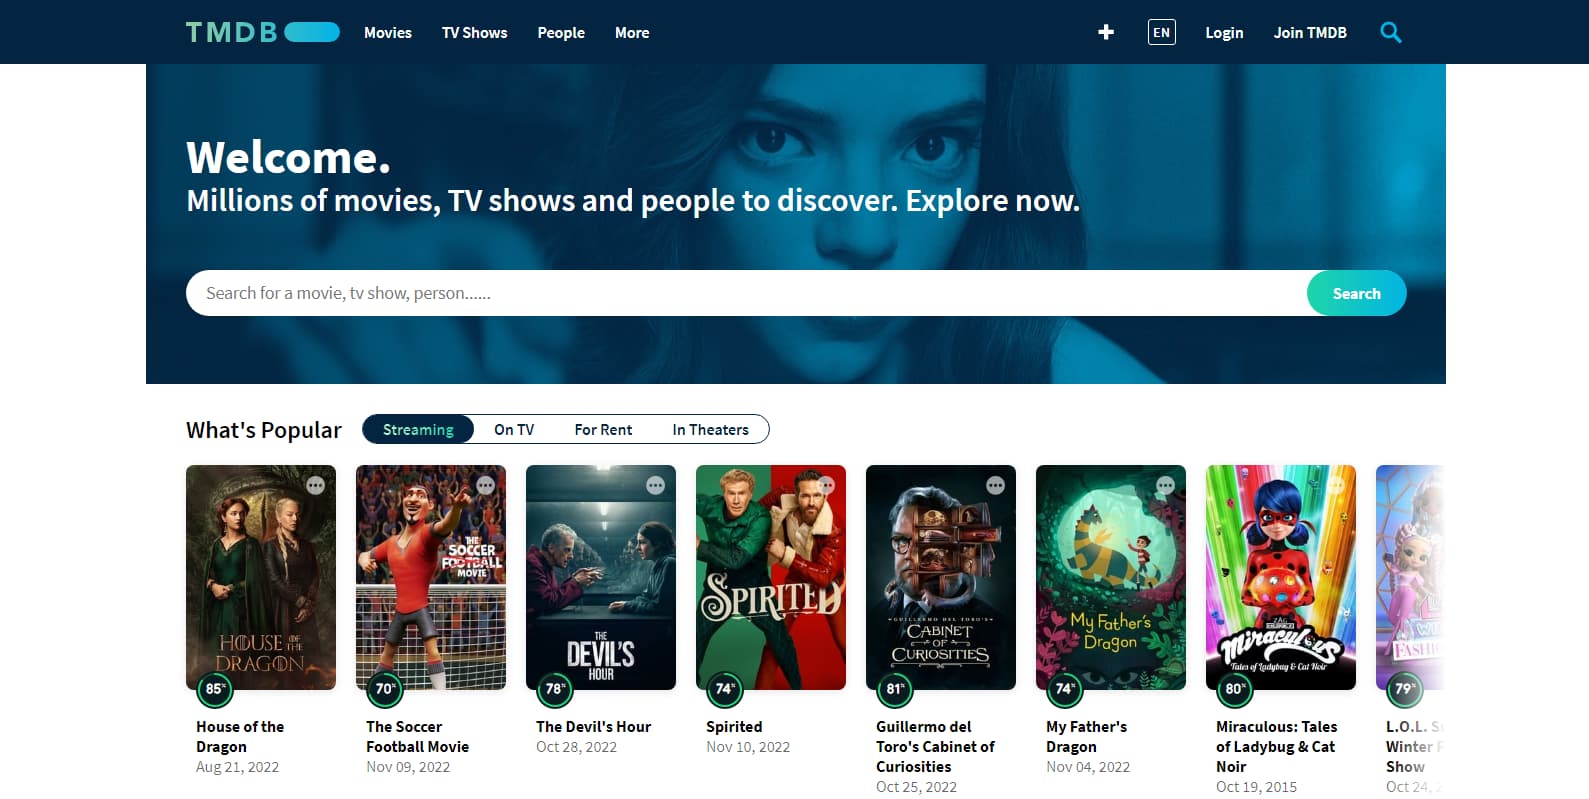 TMDB
Movies
TV Shows
People
More
EN
Login
Join TMDB
Welcome.
Millions of movies, TV shows and people to discover. Explore now.
Search for a movie, tv show, person......
Search
What's Popular
Streaming
On TV
For Rent
In Theaters
HOUSE OF THE
DRAGON
THE
SOCCER
FOOTBALL
MOVIE
THE
DEVIL'S
HOUR
SPIRITED
GUILLERMO DEL TORO'S
CABINET
OF
CURIOSITIES
My Father's
Dragon
ZAG
Miraculous
Tales of Ladybug & Cat Noir
85%
70%
78%
74%
81%
74%
80%
79%
House of the
Dragon
Aug 21, 2022
The Soccer
Football Movie
Nov 09, 2022
The Devil's Hour
Oct 28, 2022
Spirited
Nov 10, 2022
Guillermo del
Toro's Cabinet of
Curiosities
Oct 25, 2022
My Father's
Dragon
Nov 04, 2022
Miraculous: Tales
of Ladybug & Cat
Noir
Oct 19, 2015
L.O.L.
Winter
Show
Oct 24,